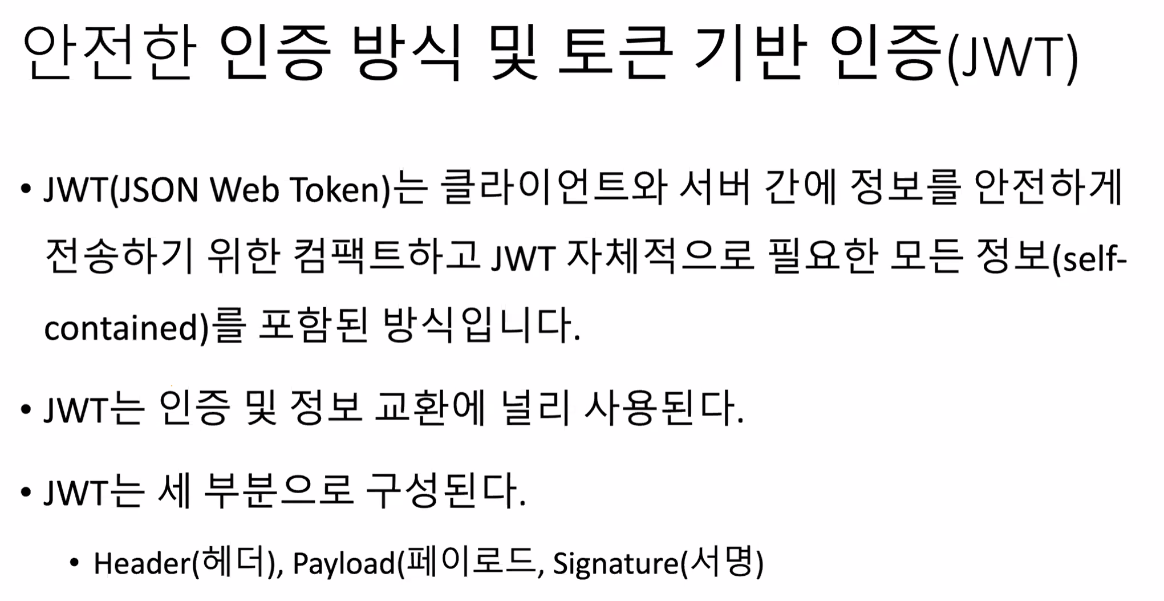 안전한 인증 방식 및 토큰 기반 인증(JWT)
• JWT(JSON Web Token)는 클라이언트와 서버 간에 정보를 안전하게
전송하기 위한 컴팩트하고 JWT 자체적으로 필요한 모든 정보(self-
contained)를 포함된 방식입니다.
• JWT는 인증 및 정보 교환에 널리 사용된다.
• JWT는 세 부분으로 구성된다.
• Header(헤더), Payload(페이로드, Signature(서명)